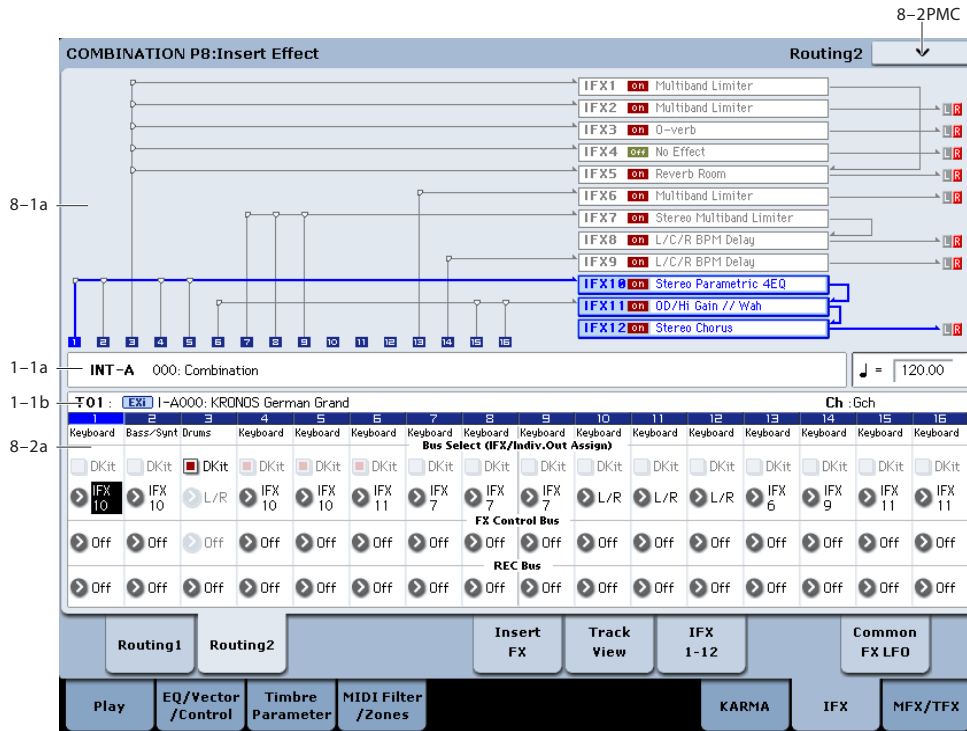 8–2PMC
COMBINATION P8:Insert Effect
Routing2
IFX1 on Multiband Limiter
IFX2 on Multiband Limiter L R
IFX3 on O-verb L R
IFX4 Off No Effect L R
IFX5 on Reverb Room L R
8–1a
IFX6 on Multiband Limiter L R
IFX7 on Stereo Multiband Limiter
IFX8 on L/C/R BPM Delay L R
IFX9 on L/C/R BPM Delay L R
IFX10 on Stereo Parametric 4EQ
IFX11 on OD/Hi Gain // Wah
IFX12 on Stereo Chorus L R
1 2 3 4 5 6 7 8 9 10 11 12 13 14 15 16
1–1a
INT-A 000: Combination
♩ = 120.00
1–1b
T01 : EXi I-A000: KRONOS German Grand
Ch :Gch
1 2 3 4 5 6 7 8 9 10 11 12 13 14 15 16
Keyboard Bass/Synt Drums Keyboard Keyboard Keyboard Keyboard Keyboard Keyboard Keyboard Keyboard Keyboard Keyboard Keyboard Keyboard Keyboard
8–2a
Bus Select (IFX/Indiv.Out Assign)
DKit DKit DKit DKit DKit DKit DKit DKit DKit DKit DKit DKit DKit DKit DKit DKit
IFX 10 IFX 10 L/R IFX 10 IFX 10 IFX 11 IFX 7 IFX 7 IFX 7 L/R L/R L/R IFX 6 IFX 9 IFX 11 IFX 11
FX Control Bus
Off Off Off Off Off Off Off Off Off Off Off Off Off Off Off Off
REC Bus
Off Off Off Off Off Off Off Off Off Off Off Off Off Off Off Off
Routing1 Routing2 Insert FX Track View IFX 1-12 Common FX LFO
Play EQ/Vector /Control Timbre Parameter MIDI Filter /Zones KARMA IFX MFX/TFX